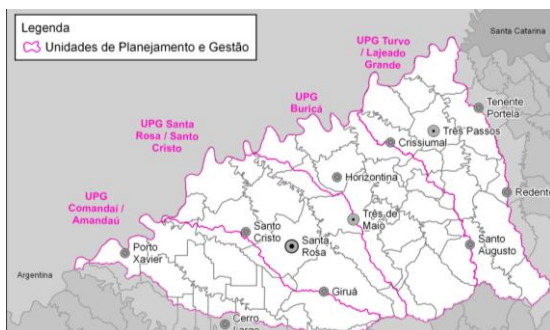 Legenda
Unidades de Planejamento e Gestão
Santa Catarina
UPG Turvo
/ Lajeado
Grande
UPG
Buricá
UPG Santa
Rosa / Santo
Cristo
UPG
Comandaí /
Amandaú
Tenente
Portela
Três Passos
Crissiumal
Horizontina
Redentora
Três de
Maio
Santo
Cristo
Santa
Rosa
Santo
Augusto
Porto
Xavier
Giruá
Argentina
Cerro
Largo